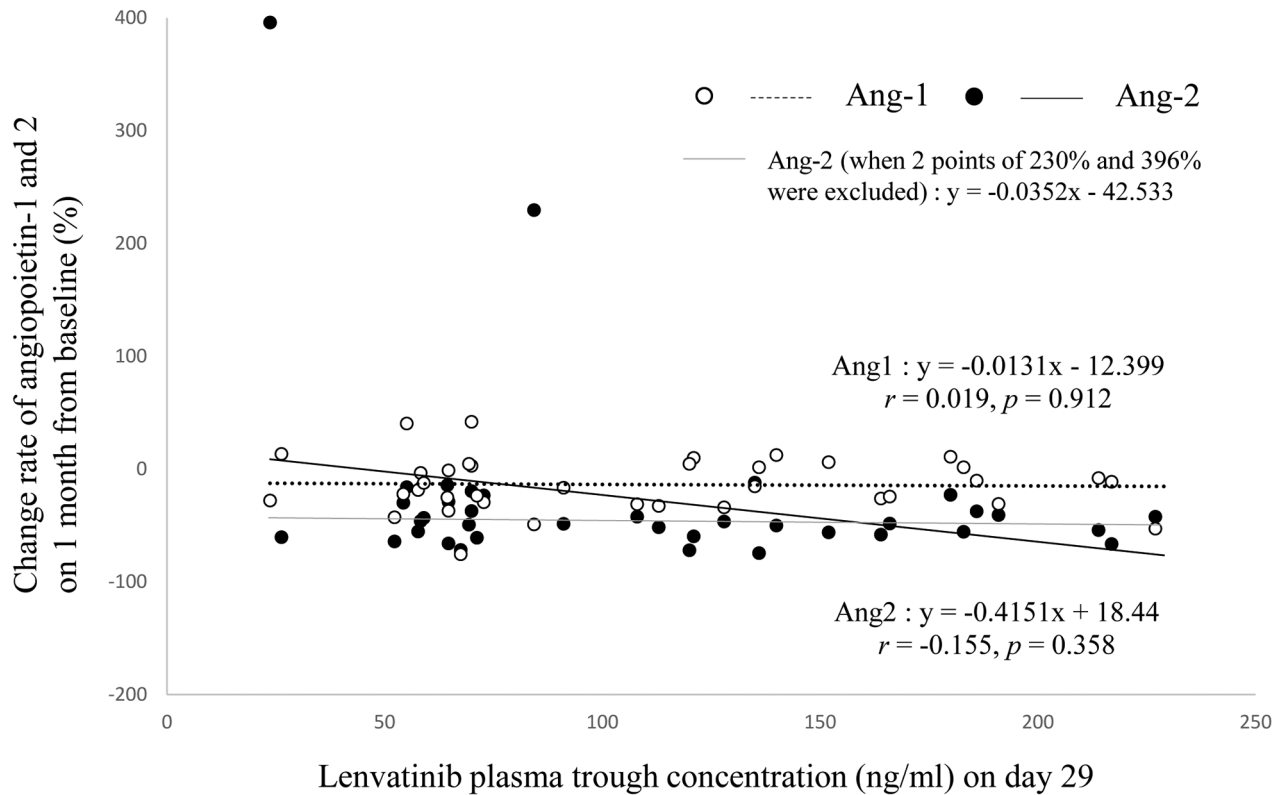 Change rate of angiopoietin-1 and 2
on 1 month from baseline (%)
400
300
200
100
0
-100
-200
Ang-1
Ang-2
Ang-2 (when 2 points of 230% and 396%
were excluded) : y = -0.0352x - 42.533
Ang1 : y = -0.0131x - 12.399
r = 0.019, p = 0.912
Ang2 : y = -0.4151x + 18.44
r = -0.155, p = 0.358
0
50
100
150
200
250
Lenvatinib plasma trough concentration (ng/ml) on day 29